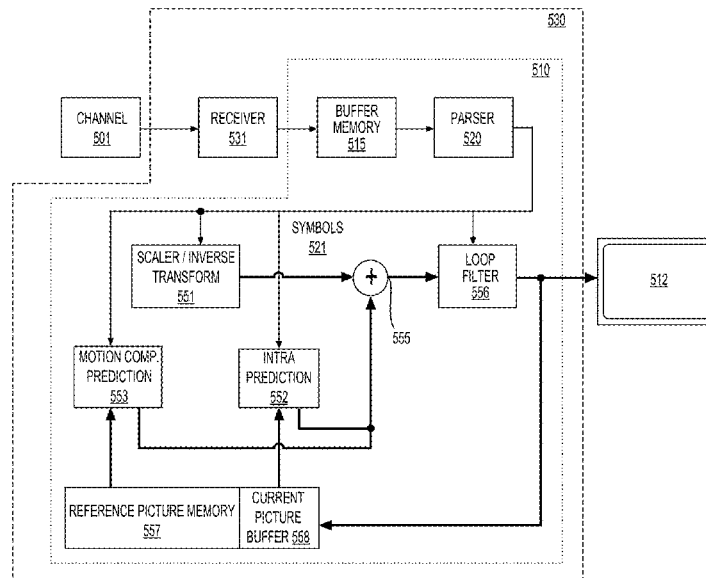 530
510
CHANNEL
501
RECEIVER
531
BUFFER
MEMORY
515
PARSER
520
SYMBOLS
521
SCALER / INVERSE
TRANSFORM
551
+
555
LOOP
FILTER
556
512
MOTION COMP.
PREDICTION
553
INTRA
PREDICTION
552
REFERENCE PICTURE MEMORY
557
CURRENT
PICTURE
BUFFER 558